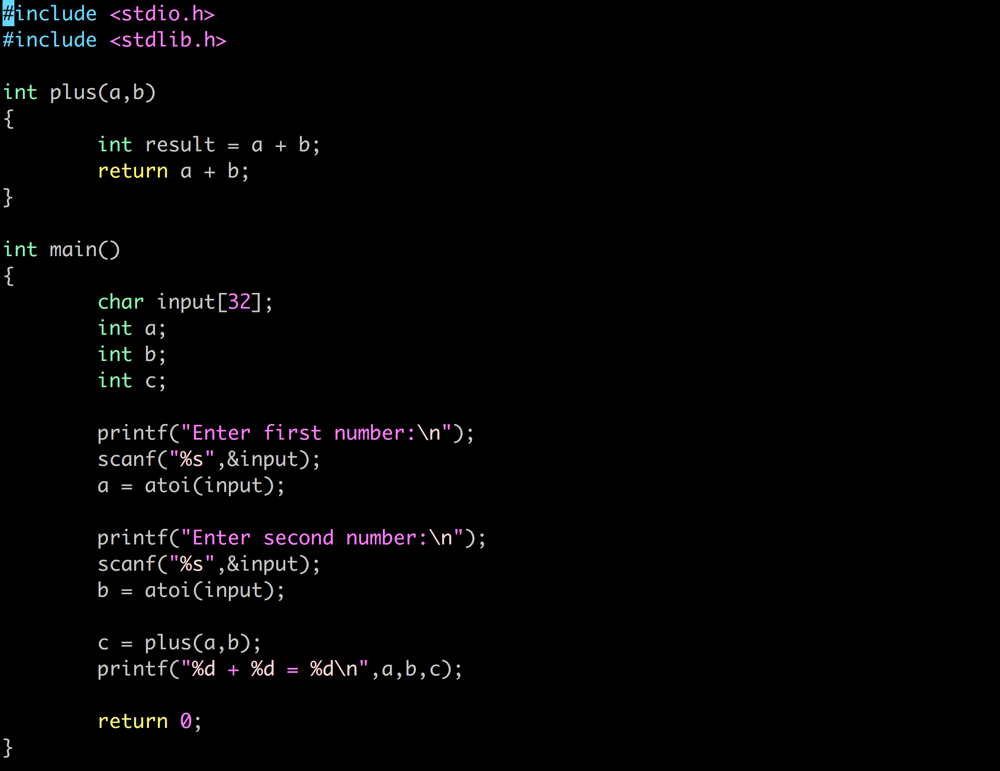 #include <stdio.h>
#include <stdlib.h>

int plus(a,b)
{
        int result = a + b;
        return a + b;
}

int main()
{
        char input[32];
        int a;
        int b;
        int c;

        printf("Enter first number:\n");
        scanf("%s",&input);
        a = atoi(input);

        printf("Enter second number:\n");
        scanf("%s",&input);
        b = atoi(input);

        c = plus(a,b);
        printf("%d + %d = %d\n",a,b,c);

        return 0;
}